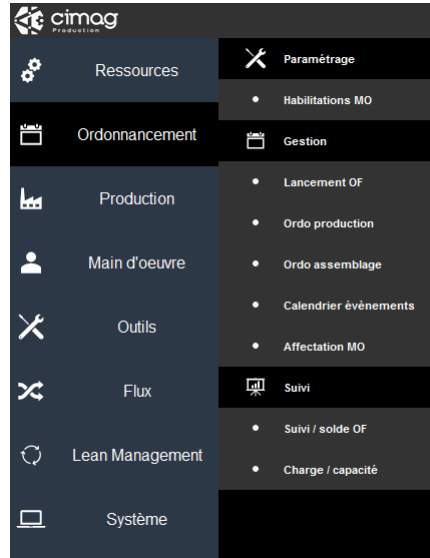 cimag
Production
Ressources
Ordonnancement
Production
Main d'oeuvre
Outils
Flux
Lean Management
Système
Paramétrage
Habilitations MO
Gestion
Lancement OF
Ordo production
Ordo assemblage
Calendrier évènements
Affectation MO
Suivi
Suivi / solde OF
Charge / capacité